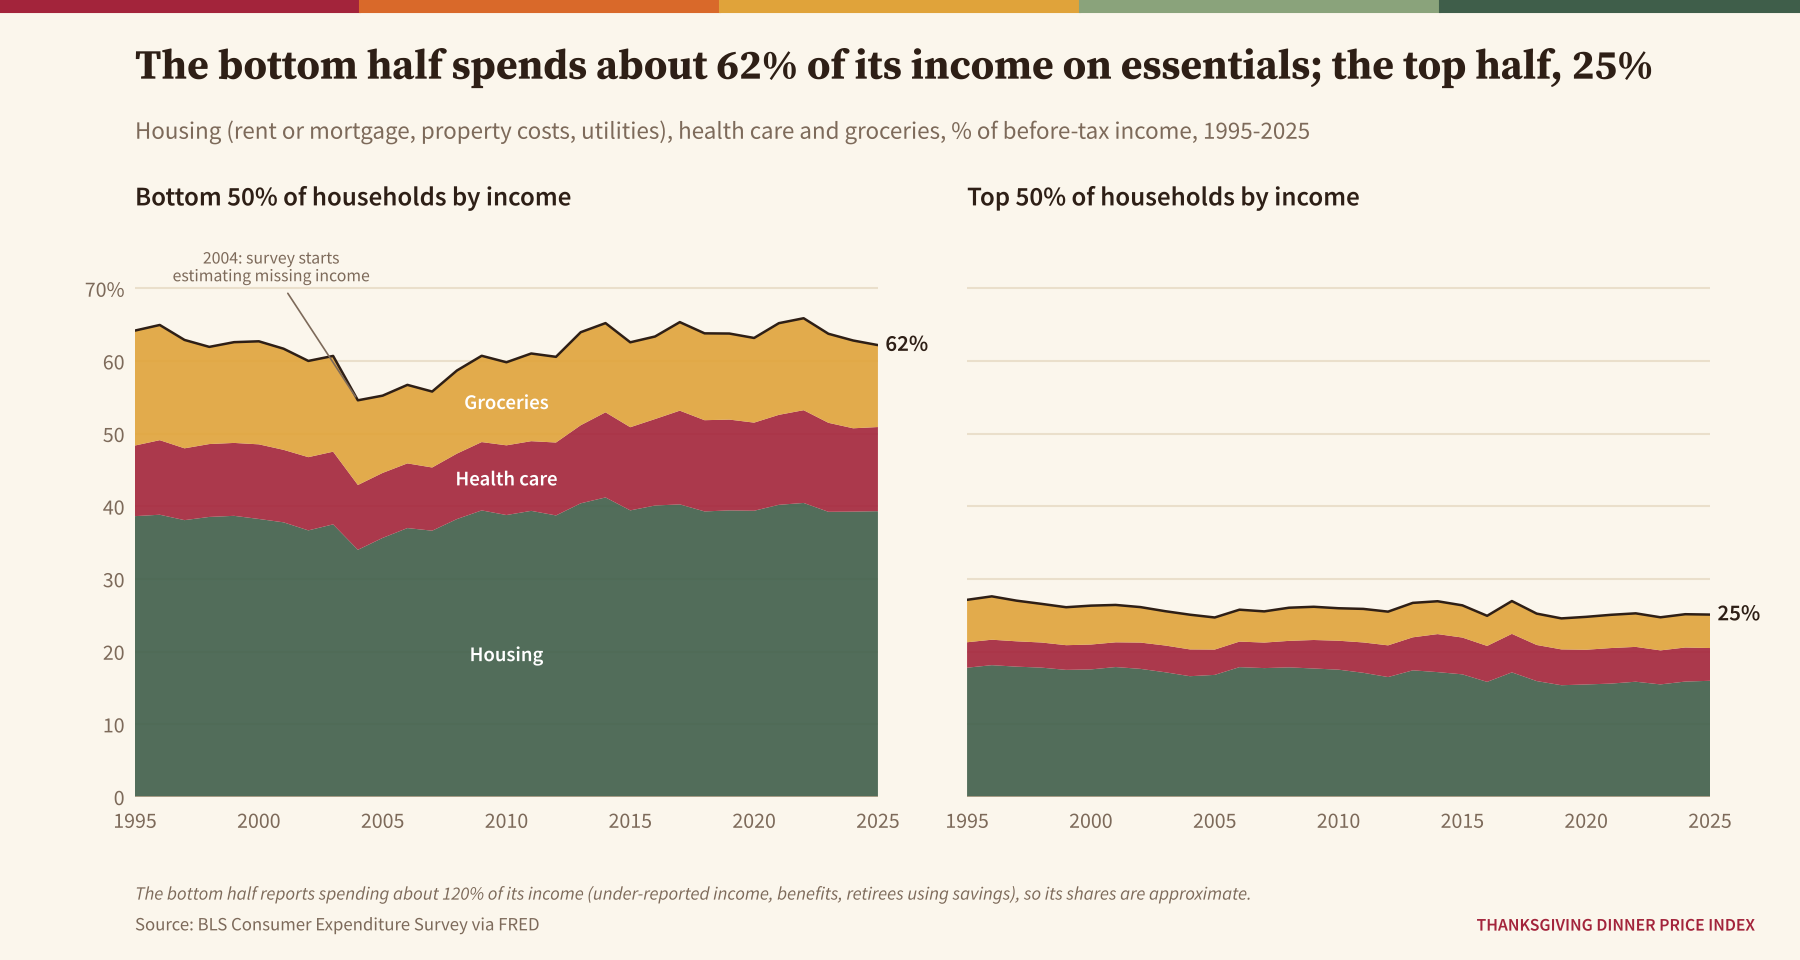 The bottom half spends about 62% of its income on essentials; the top half, 25%
Housing (rent or mortgage, property costs, utilities), health care and groceries, % of before-tax income, 1995-2025
Bottom 50% of households by income
2004: survey starts
estimating missing income
70%
60
50
40
30
20
10
0
62%
Groceries
Health care
Housing
1995 2000 2005 2010 2015 2020 2025
Top 50% of households by income
25%
1995 2000 2005 2010 2015 2020 2025
The bottom half reports spending about 120% of its income (under-reported income, benefits, retirees using savings), so its shares are approximate.
Source: BLS Consumer Expenditure Survey via FRED
THANKSGIVING DINNER PRICE INDEX